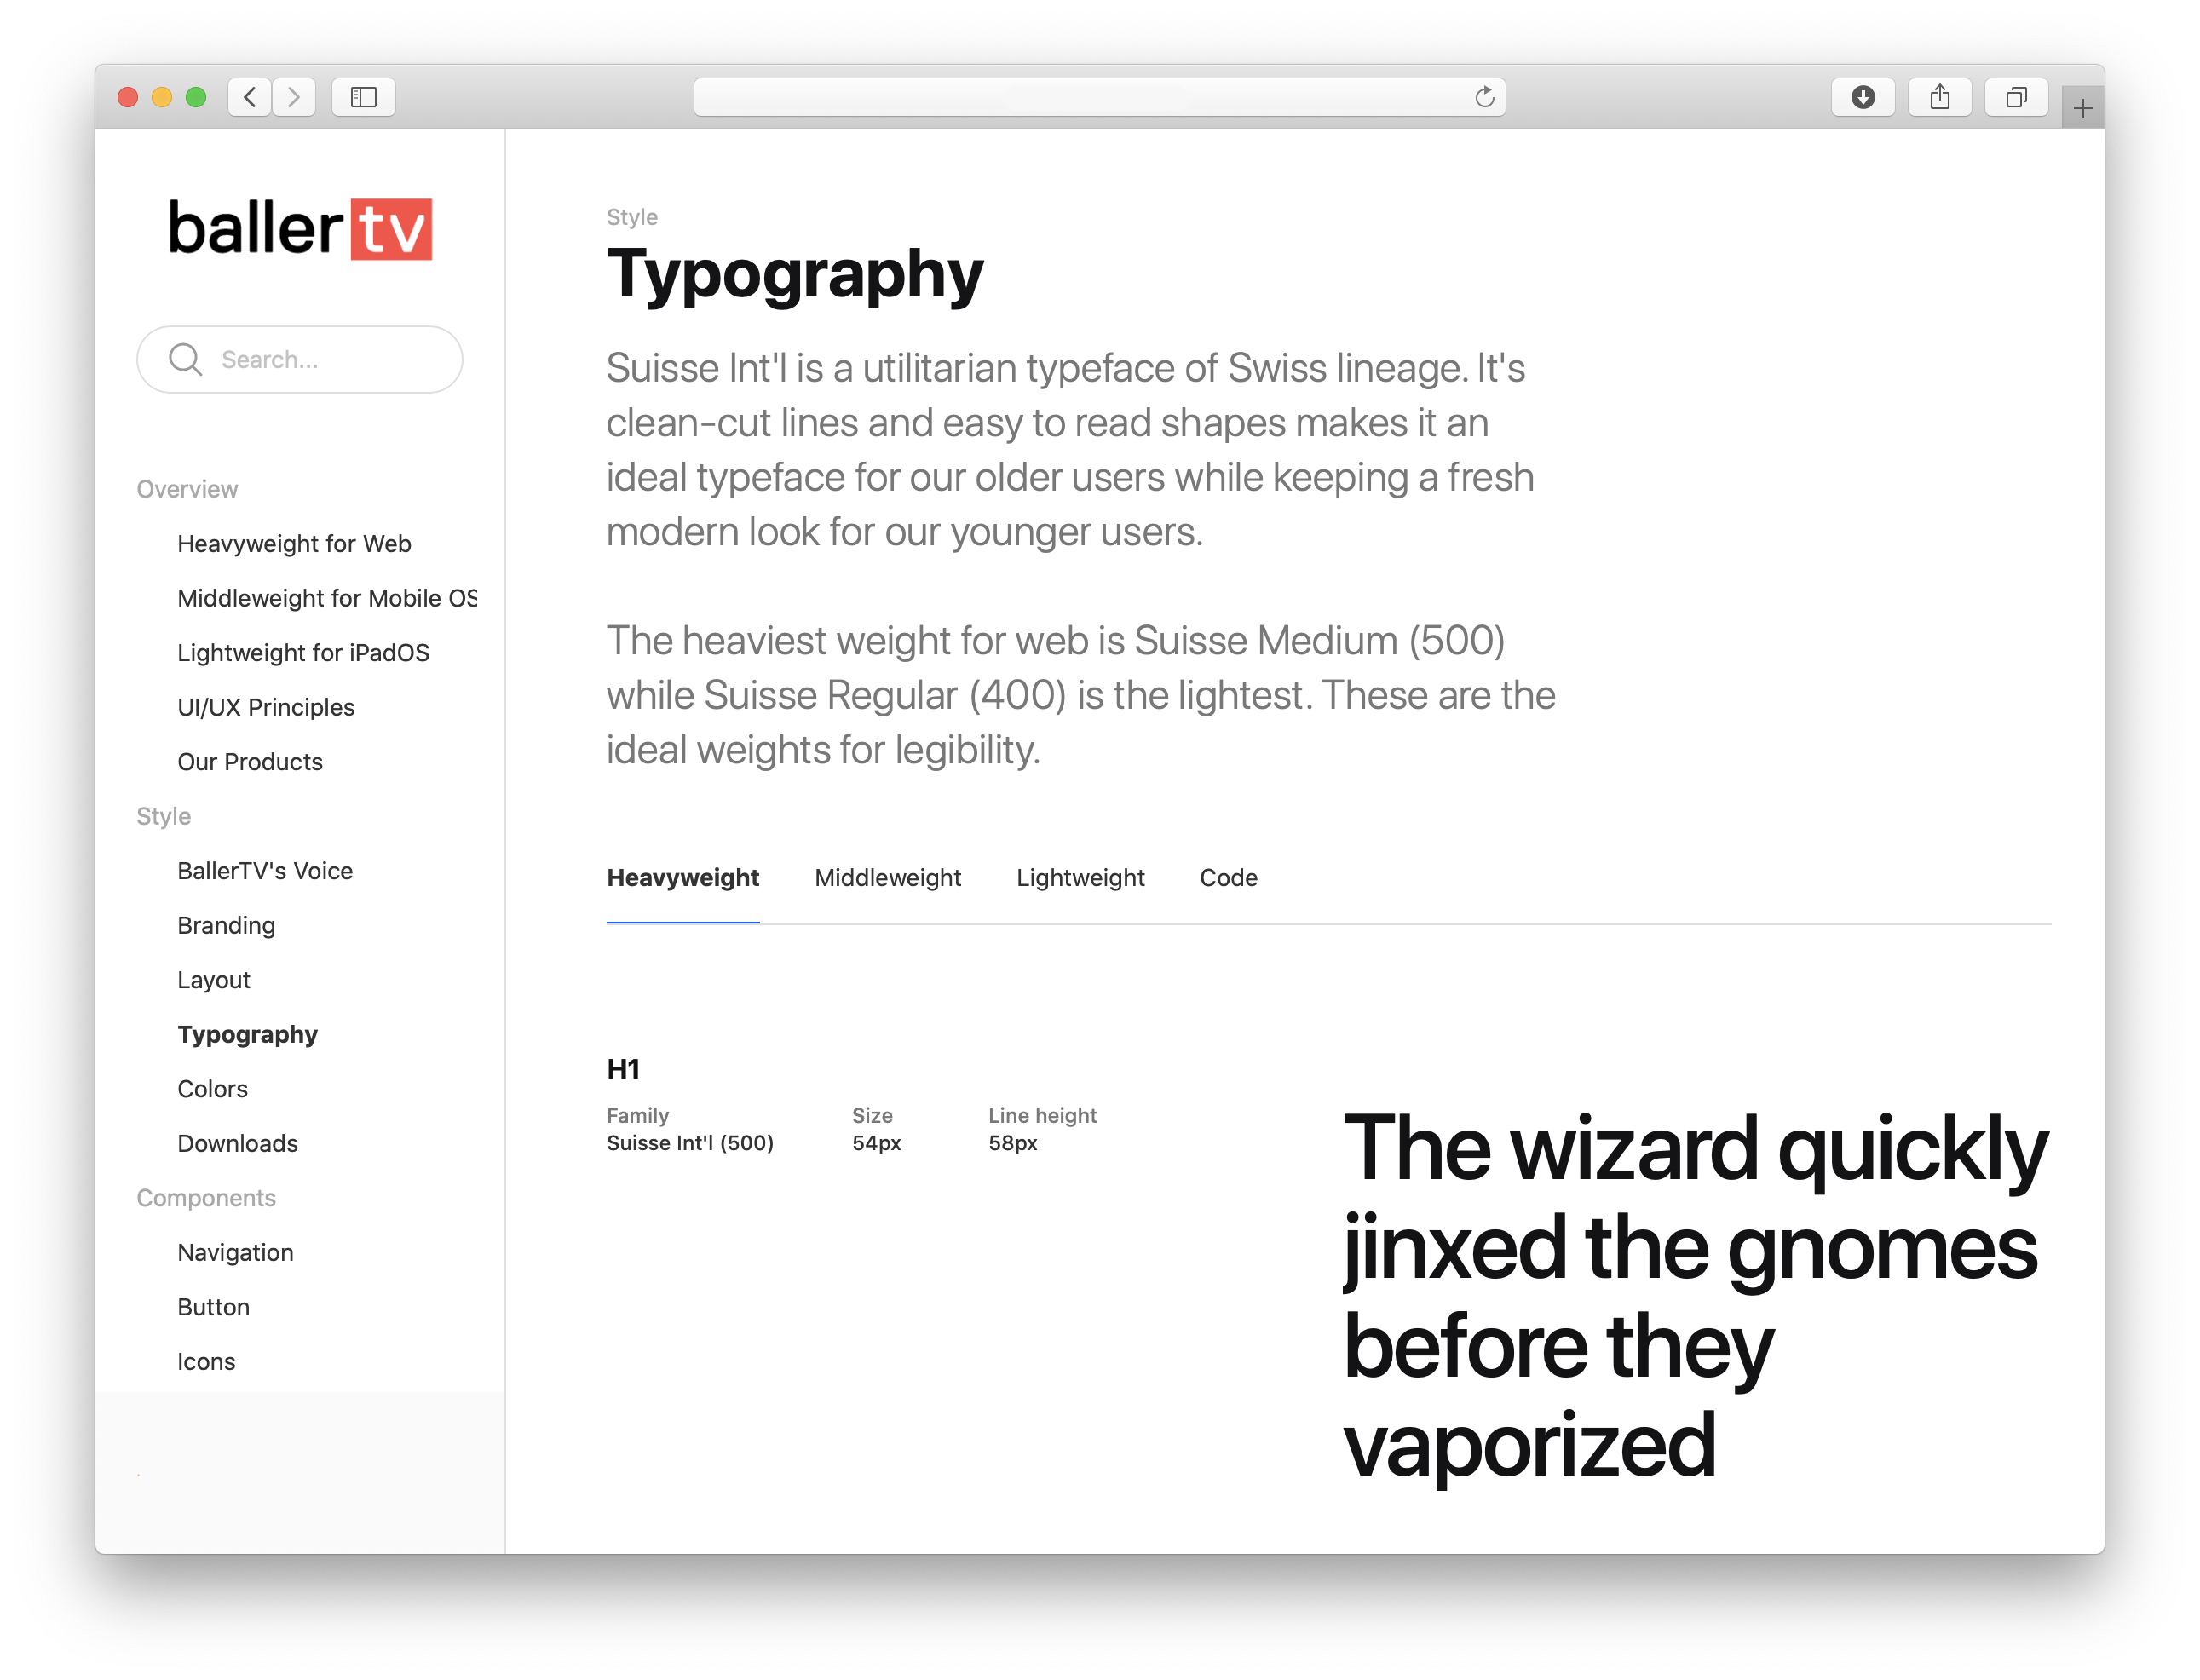 ballertv
Search...
Overview
Heavyweight for Web
Middleweight for Mobile OS
Lightweight for iPadOS
UI/UX Principles
Our Products
Style
BallerTV's Voice
Branding
Layout
Typography
Colors
Downloads
Components
Navigation
Button
Icons
Style
Typography
Suisse Int'l is a utilitarian typeface of Swiss lineage. It's
clean-cut lines and easy to read shapes makes it an
ideal typeface for our older users while keeping a fresh
modern look for our younger users.
The heaviest weight for web is Suisse Medium (500)
while Suisse Regular (400) is the lightest. These are the
ideal weights for legibility.
Heavyweight Middleweight Lightweight Code
H1
Family Size Line height
Suisse Int'l (500) 54px 58px
The wizard quickly
jinxed the gnomes
before they
vaporized